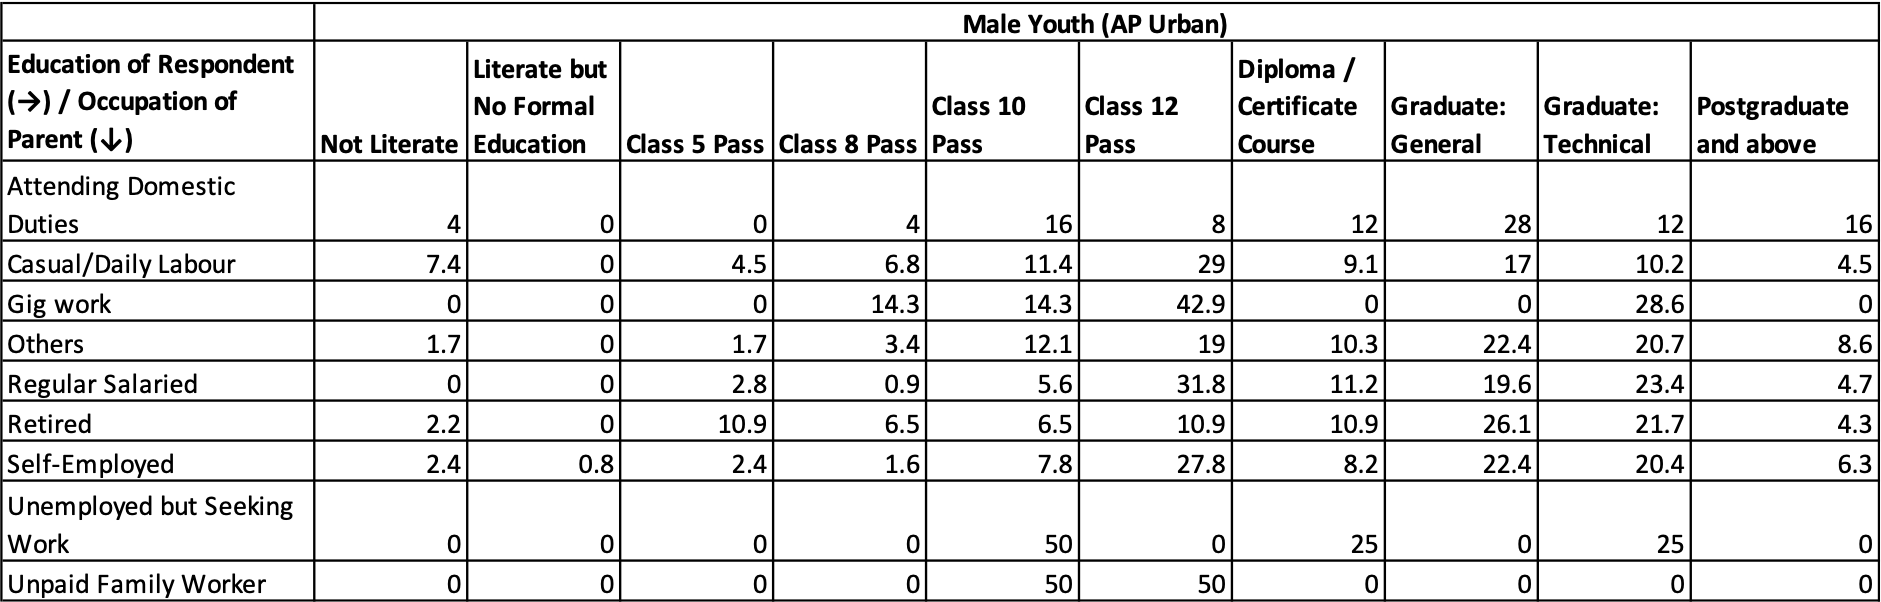 Male Youth (AP Urban)
Education of Respondent (→) / Occupation of Parent (↓) Not Literate Literate but No Formal Education Class 5 Pass Class 8 Pass Class 10 Pass Class 12 Pass Diploma / Certificate Course Graduate: General Graduate: Technical Postgraduate and above
Attending Domestic Duties 4 0 0 4 16 8 12 28 12 16
Casual/Daily Labour 7.4 0 4.5 6.8 11.4 29 9.1 17 10.2 4.5
Gig work 0 0 0 14.3 14.3 42.9 0 0 28.6 0
Others 1.7 0 1.7 3.4 12.1 19 10.3 22.4 20.7 8.6
Regular Salaried 0 0 2.8 0.9 5.6 31.8 11.2 19.6 23.4 4.7
Retired 2.2 0 10.9 6.5 6.5 10.9 10.9 26.1 21.7 4.3
Self-Employed 2.4 0.8 2.4 1.6 7.8 27.8 8.2 22.4 20.4 6.3
Unemployed but Seeking Work 0 0 0 0 50 0 25 0 25 0
Unpaid Family Worker 0 0 0 0 50 50 0 0 0 0